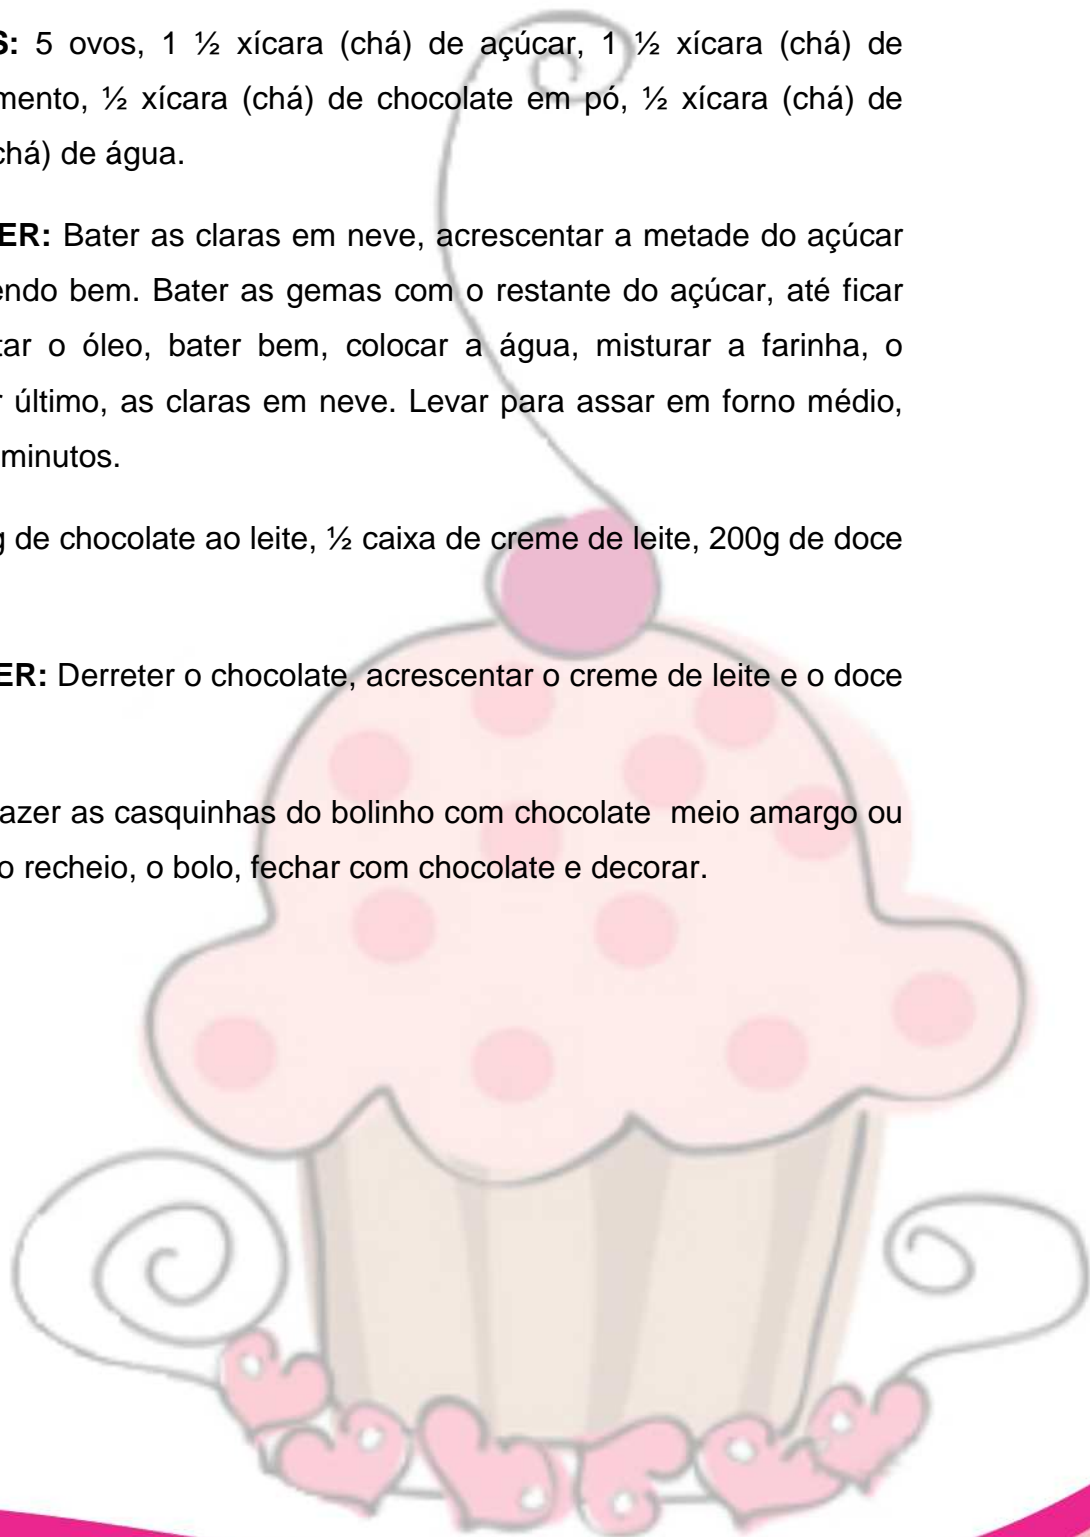 S: 5 ovos, 1 ½ xícara (chá) de açúcar, 1 ½ xícara (chá) de
mento, ½ xícara (chá) de chocolate em pó, ½ xícara (chá) de
chá) de água.
ER: Bater as claras em neve, acrescentar a metade do açúcar
endo bem. Bater as gemas com o restante do açúcar, até ficar
tar o óleo, bater bem, colocar a água, misturar a farinha, o
r último, as claras em neve. Levar para assar em forno médio,
minutos.
g de chocolate ao leite, ½ caixa de creme de leite, 200g de doce
ER: Derreter o chocolate, acrescentar o creme de leite e o doce
azer as casquinhas do bolinho com chocolate meio amargo ou
o recheio, o bolo, fechar com chocolate e decorar.